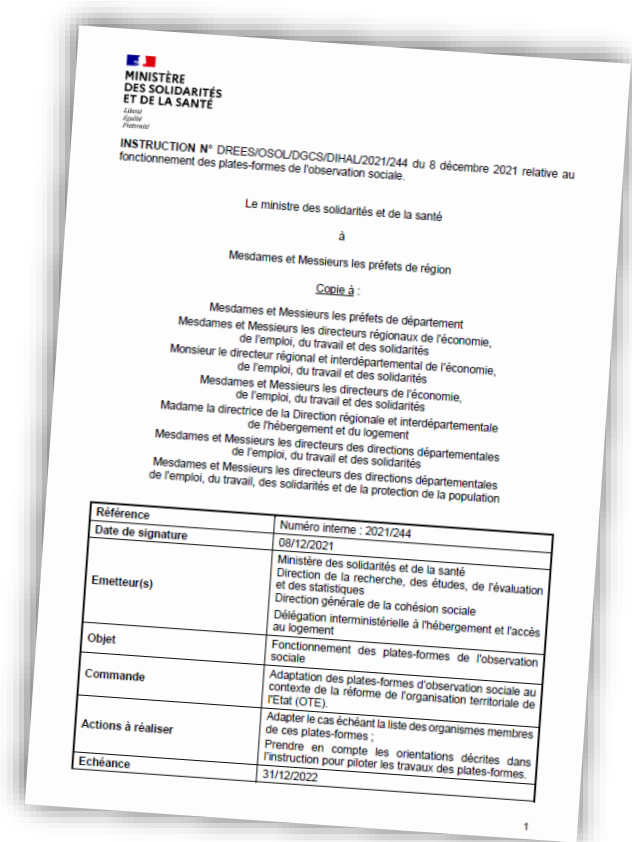 MINISTÈRE
DES SOLIDARITÉS
ET DE LA SANTÉ
Liberté
Égalité
Fraternité
INSTRUCTION N° DREES/OSOL/DGCS/DIHAL/2021/244 du 8 décembre 2021 relative au
fonctionnement des plates-formes de l'observation sociale.
Le ministre des solidarités et de la santé
à
Mesdames et Messieurs les préfets de région
Copie à :
Mesdames et Messieurs les préfets de département
Mesdames et Messieurs les directeurs régionaux de l'économie,
de l'emploi, du travail et des solidarités
Monsieur le directeur régional et interdépartemental de l'économie,
de l'emploi, du travail et des solidarités
Mesdames et Messieurs les directeurs de l'économie,
de l'emploi, du travail et des solidarités
Madame la directrice de la Direction régionale et interdépartementale
de l'hébergement et du logement
Mesdames et Messieurs les directeurs des directions départementales
de l'emploi, du travail et des solidarités
Mesdames et Messieurs les directeurs des directions départementales
de l'emploi, du travail, des solidarités et de la protection de la population
Référence
Numéro interne : 2021/244
Date de signature
08/12/2021
Emetteur(s)
Ministère des solidarités et de la santé
Direction de la recherche, des études, de l'évaluation
et des statistiques
Direction générale de la cohésion sociale
Délégation interministérielle à l'hébergement et l'accès
au logement
Objet
Fonctionnement des plates-formes de l'observation
sociale
Commande
Adaptation des plates-formes d'observation sociale au
contexte de la réforme de l'organisation territoriale de
l'Etat (OTE).
Actions à réaliser
Adapter le cas échéant la liste des organismes membres
de ces plates-formes ;
Prendre en compte les orientations décrites dans
l'instruction pour piloter les travaux des plates-formes.
Echéance
31/12/2022
1